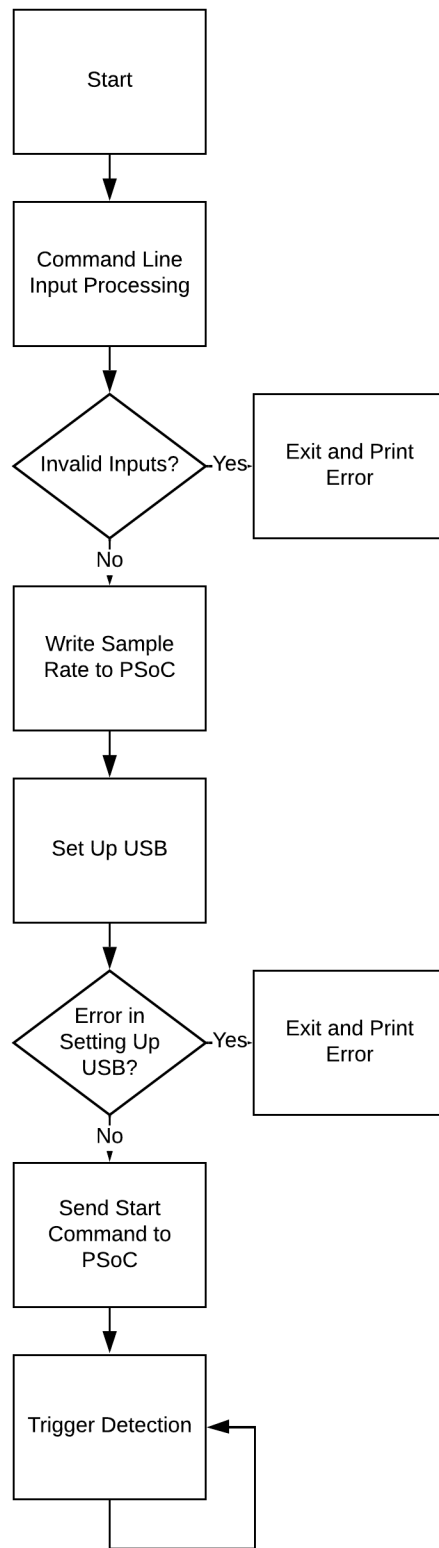 Start
Command Line
Input Processing
Invalid Inputs?
Yes
Exit and Print
Error
No
Write Sample
Rate to PSoC
Set Up USB
Error in
Setting Up
USB?
Yes
Exit and Print
Error
No
Send Start
Command to
PSoC
Trigger Detection